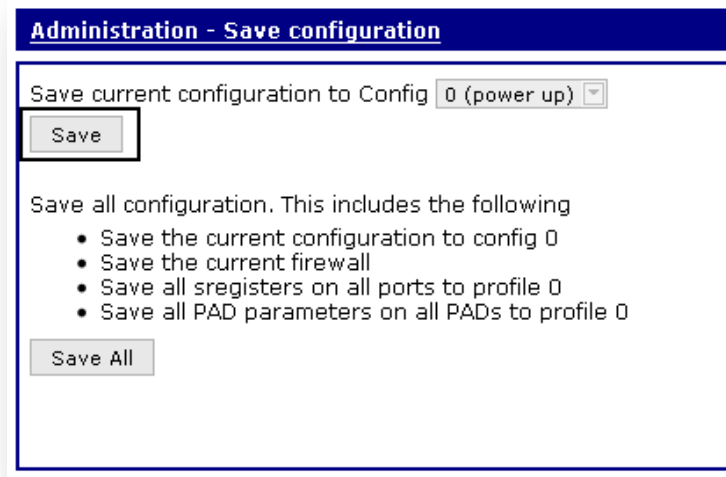 Administration - Save configuration
Save current configuration to Config 0 (power up)
Save
Save all configuration. This includes the following
• Save the current configuration to config 0
• Save the current firewall
• Save all sregisters on all ports to profile 0
• Save all PAD parameters on all PADs to profile 0
Save All